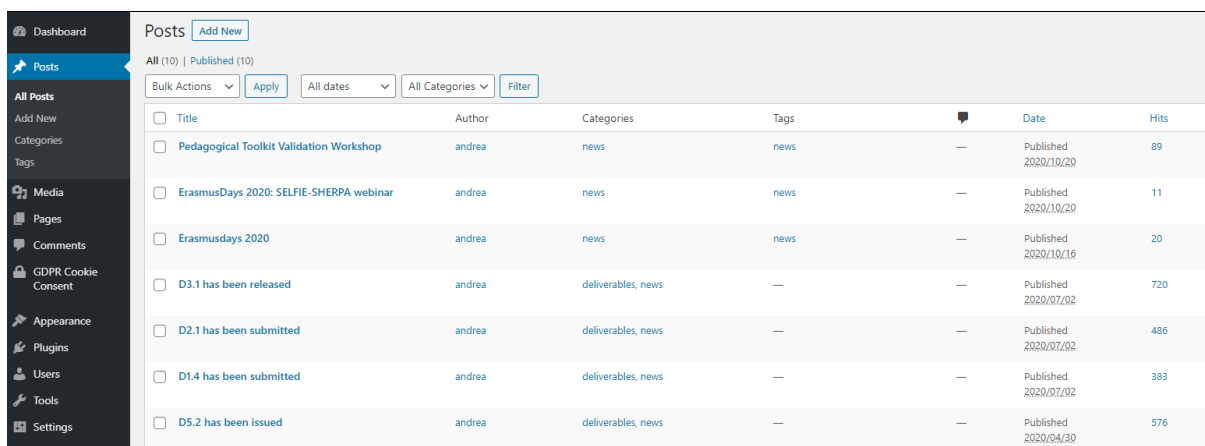 Dashboard
Posts
All Posts
Add New
Categories
Tags
Media
Pages
Comments
GDPR Cookie
Consent
Appearance
Plugins
Users
Tools
Settings
Posts Add New
All (10) | Published (10)
Bulk Actions Apply All dates All Categories Filter
Title Author Categories Tags Date Hits
Pedagogical Toolkit Validation Workshop andrea news news — Published 89
2020/10/20
ErasmusDays 2020: SELFIE-SHERPA webinar andrea news news — Published 11
2020/10/20
Erasmusdays 2020 andrea news news — Published 20
2020/10/16
D3.1 has been released andrea deliverables, news — — Published 720
2020/07/02
D2.1 has been submitted andrea deliverables, news — — Published 486
2020/07/02
D1.4 has been submitted andrea deliverables, news — — Published 383
2020/07/02
D5.2 has been issued andrea deliverables, news — — Published 576
2020/04/30